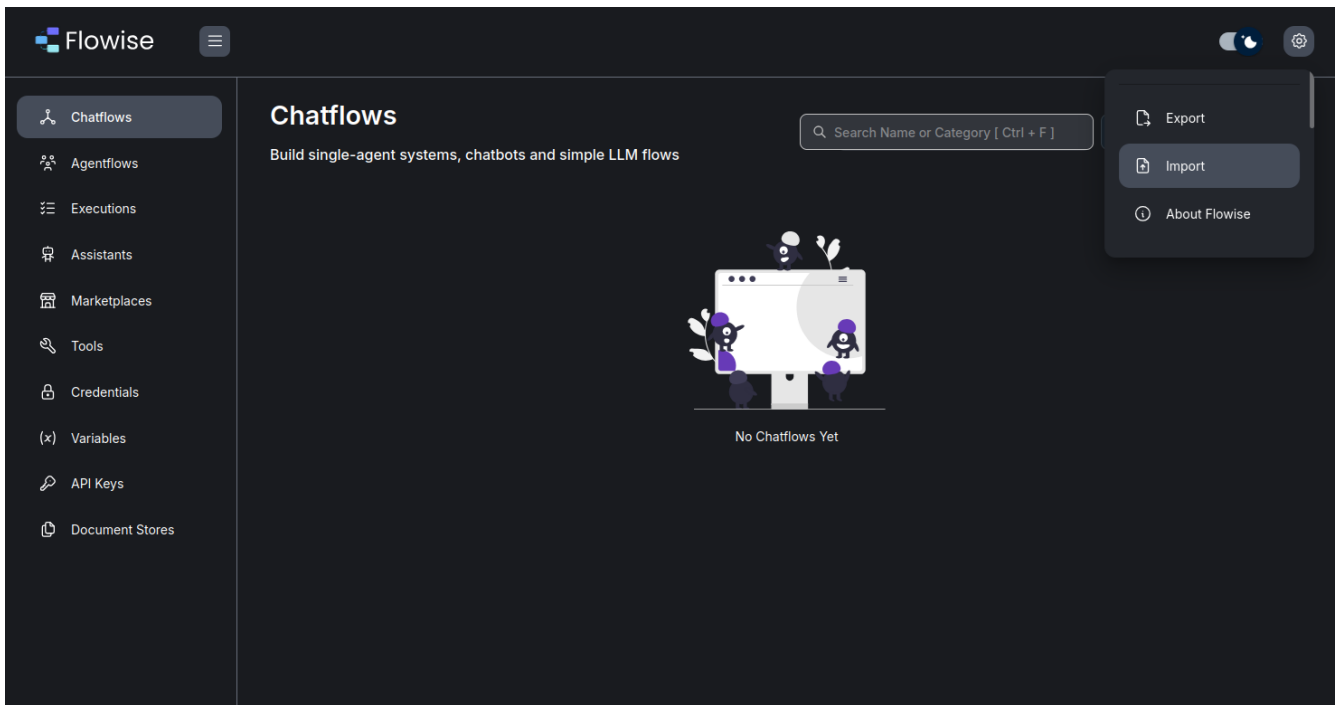 Flowise
Chatflows
Agentflows
Executions
Assistants
Marketplaces
Tools
Credentials
(x) Variables
API Keys
Document Stores
Chatflows
Build single-agent systems, chatbots and simple LLM flows
Search Name or Category [ Ctrl + F ]
No Chatflows Yet
Export
Import
About Flowise